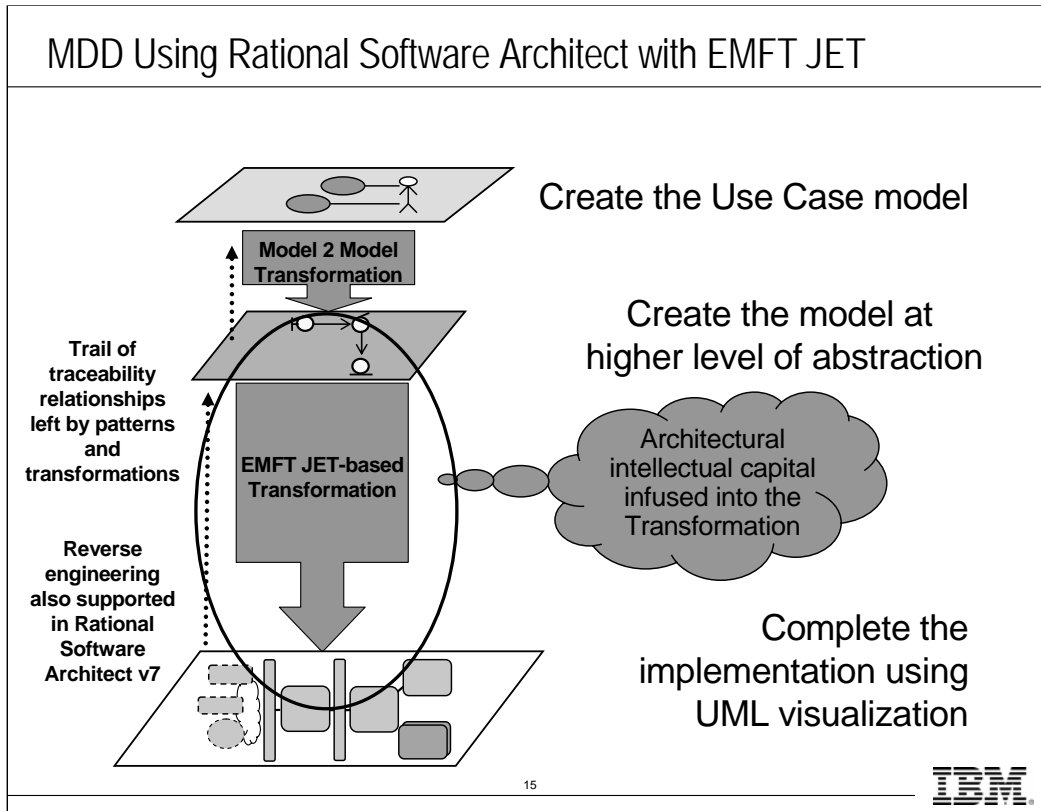 MDD Using Rational Software Architect with EMFT JET
Create the Use Case model
Model 2 Model
Transformation
Create the model at
higher level of abstraction
Trail of
traceability
relationships
left by patterns
and
transformations
EMFT JET-based
Transformation
Architectural
intellectual capital
infused into the
Transformation
Reverse
engineering
also supported
in Rational
Software
Architect v7
Complete the
implementation using
UML visualization
15
IBM®